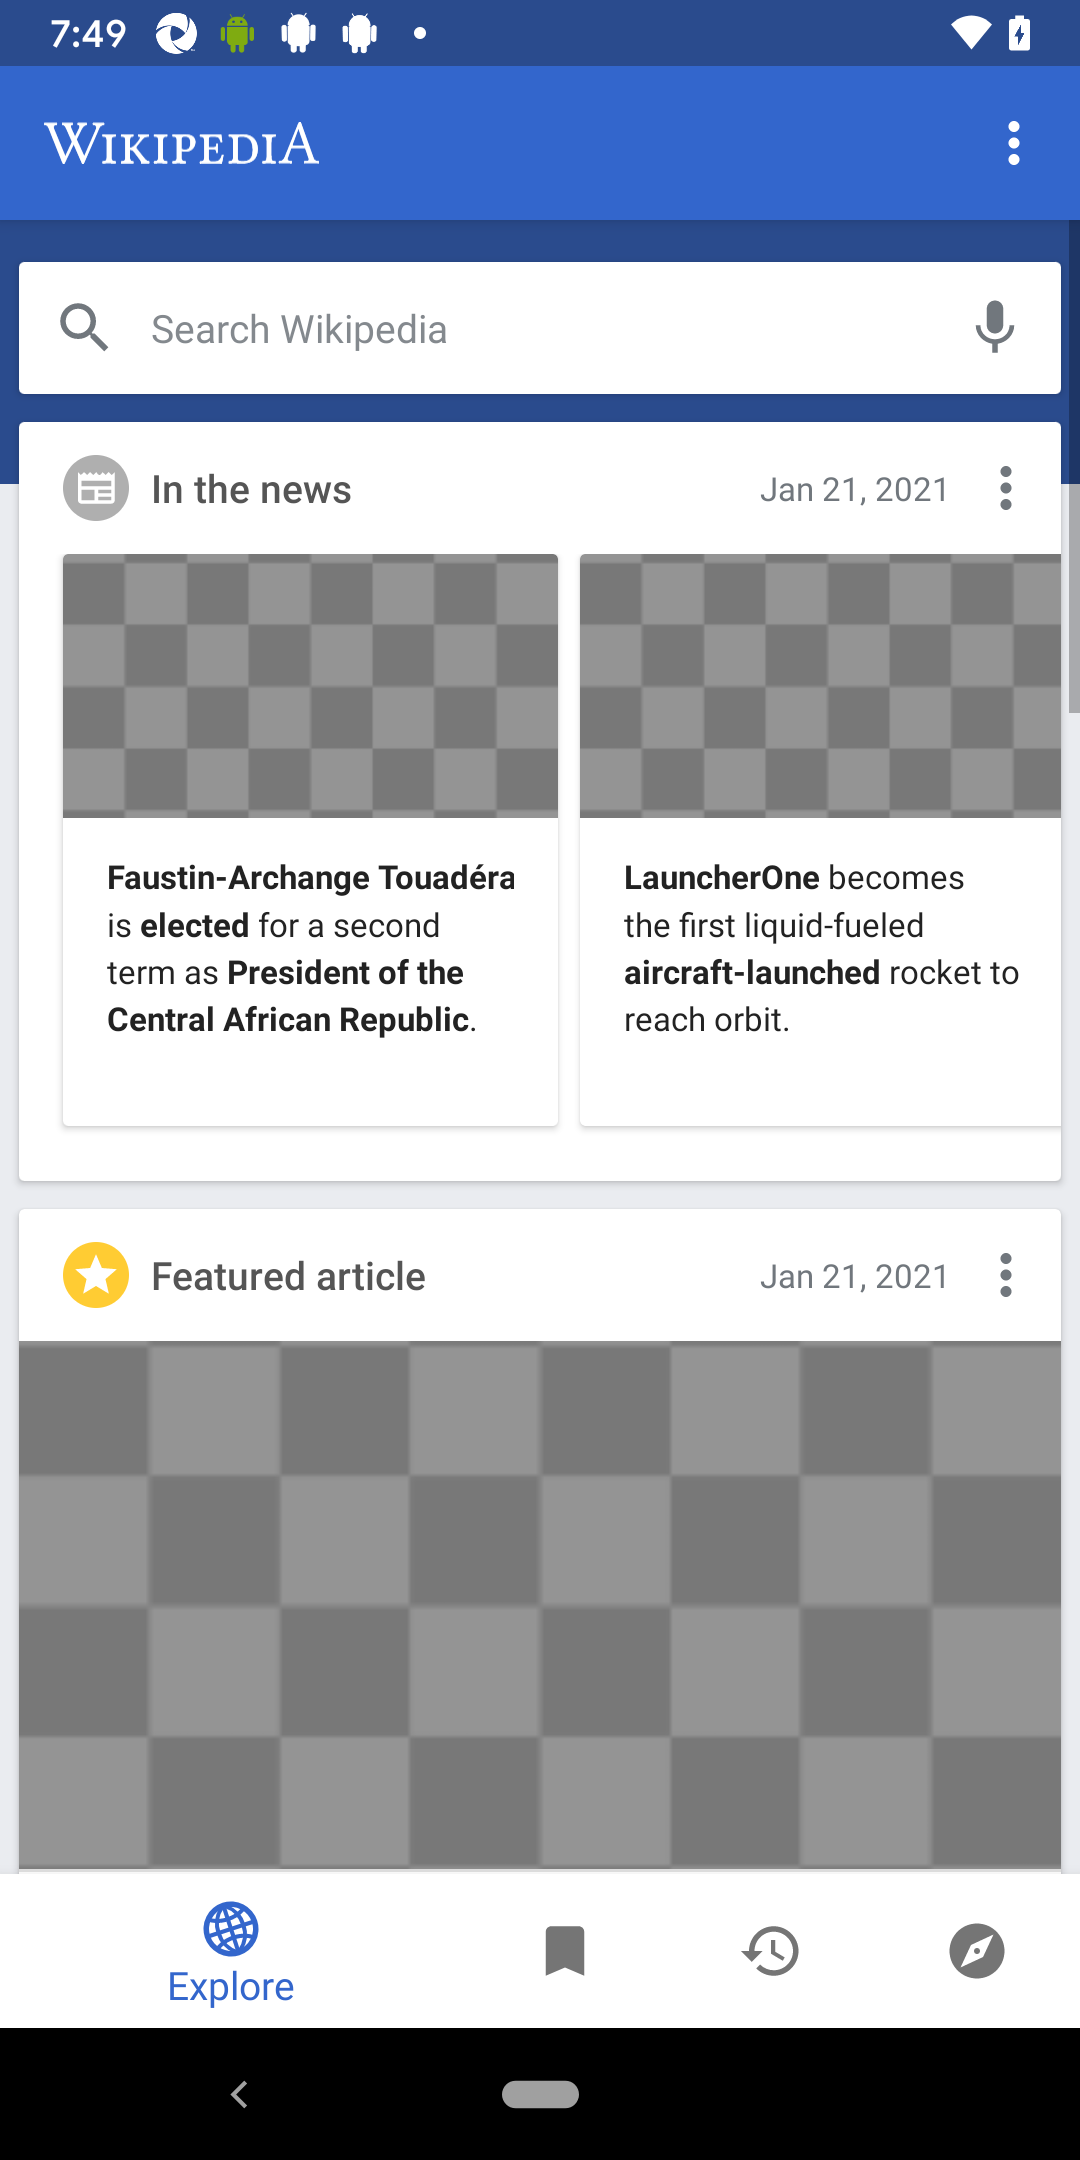 7:49
WIKIPEDIA
Search Wikipedia
In the news
Jan 21, 2021
Faustin-Archange Touadéra
is elected for a second
term as President of the
Central African Republic.
LauncherOne becomes
the first liquid-fueled
aircraft-launched rocket to
reach orbit.
Featured article
Jan 21, 2021
Explore